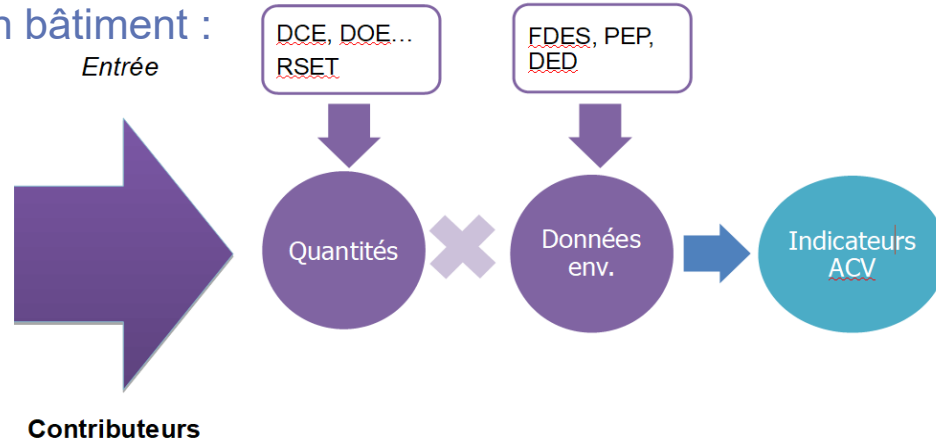 n bâtiment :
Entrée
DCE, DOE...
RSET
FDES, PEP,
DED
Quantités
Données
env.
Indicateurs
ACV
Contributeurs